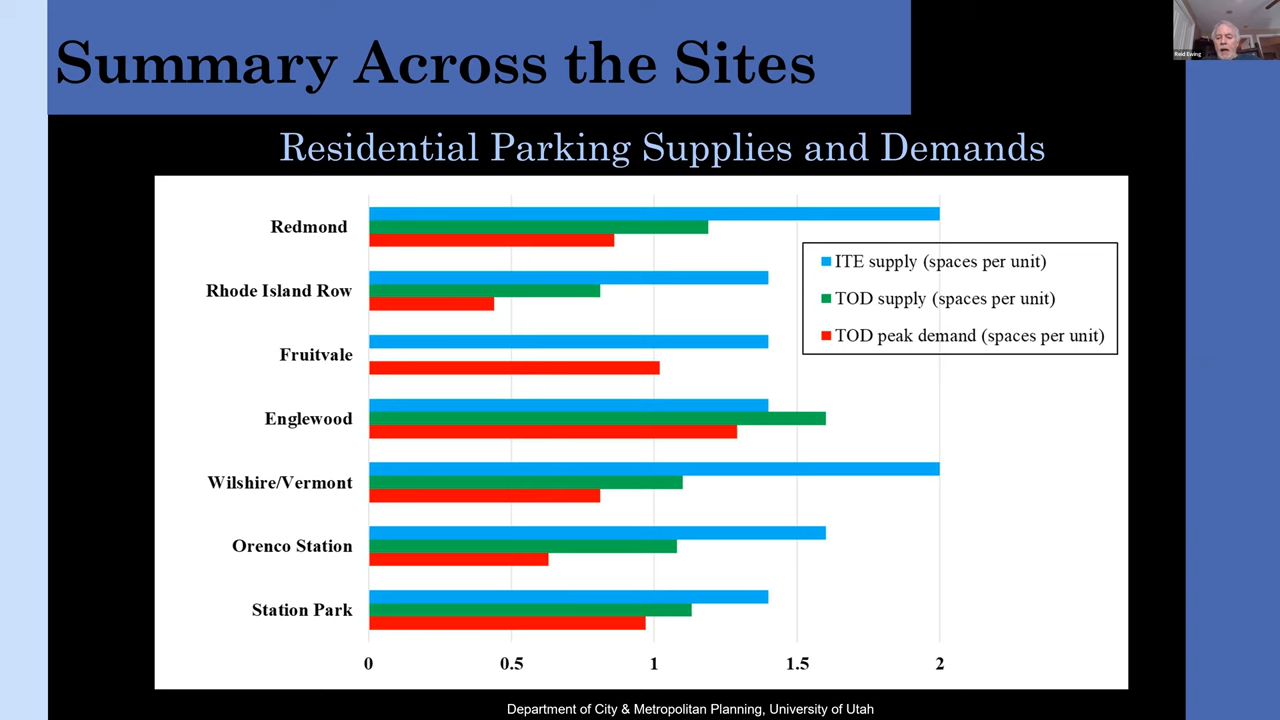 Summary Across the Sites
Reid Ewing
Residential Parking Supplies and Demands
Redmond
Rhode Island Row
Fruitvale
Englewood
Wilshire/Vermont
Orenco Station
Station Park
ITE supply (spaces per unit)
TOD supply (spaces per unit)
TOD peak demand (spaces per unit)
0 0.5 1 1.5 2
Department of City & Metropolitan Planning, University of Utah